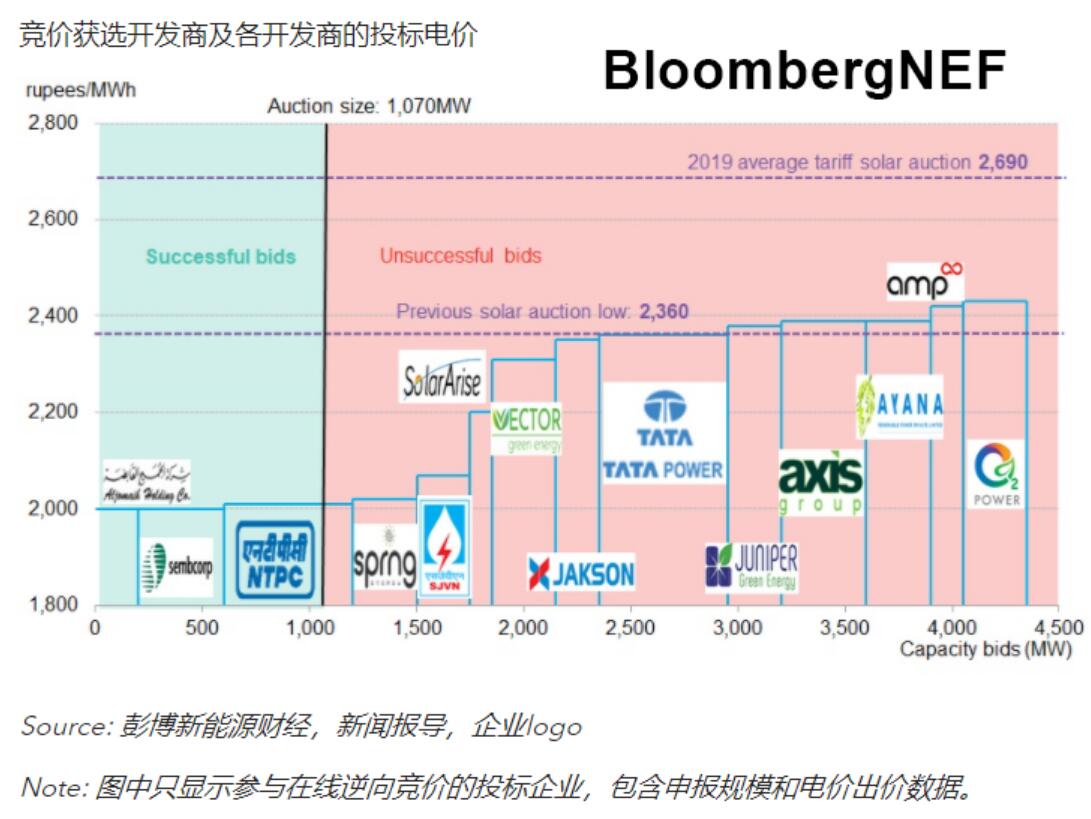 竞价获选开发商及各开发商的投标电价
BloombergNEF
rupees/MWh
Auction size: 1,070MW
2,800
2019 average tariff solar auction 2,690
2,600
Successful bids
Unsuccessful bids
amp
2,400
Previous solar auction low: 2,360
SolarArise
VECTOR
green energy
TATA
TATA POWER
AYANA
2,200
Aljomaih Holding Co.
axis
group
O2
POWER
2,000
sembcorp
एनटीपीसी
NTPC
sprng
ENERGY
एसजेवीएन
SJVN
JAKSON
JUNIPER
Green Energy
1,800
0 500 1,000 1,500 2,000 2,500 3,000 3,500 4,000 4,500
Capacity bids (MW)
Source: 彭博新能源财经，新闻报导，企业logo
Note: 图中只显示参与在线逆向竞价的投标企业，包含申报规模和电价出价数据。